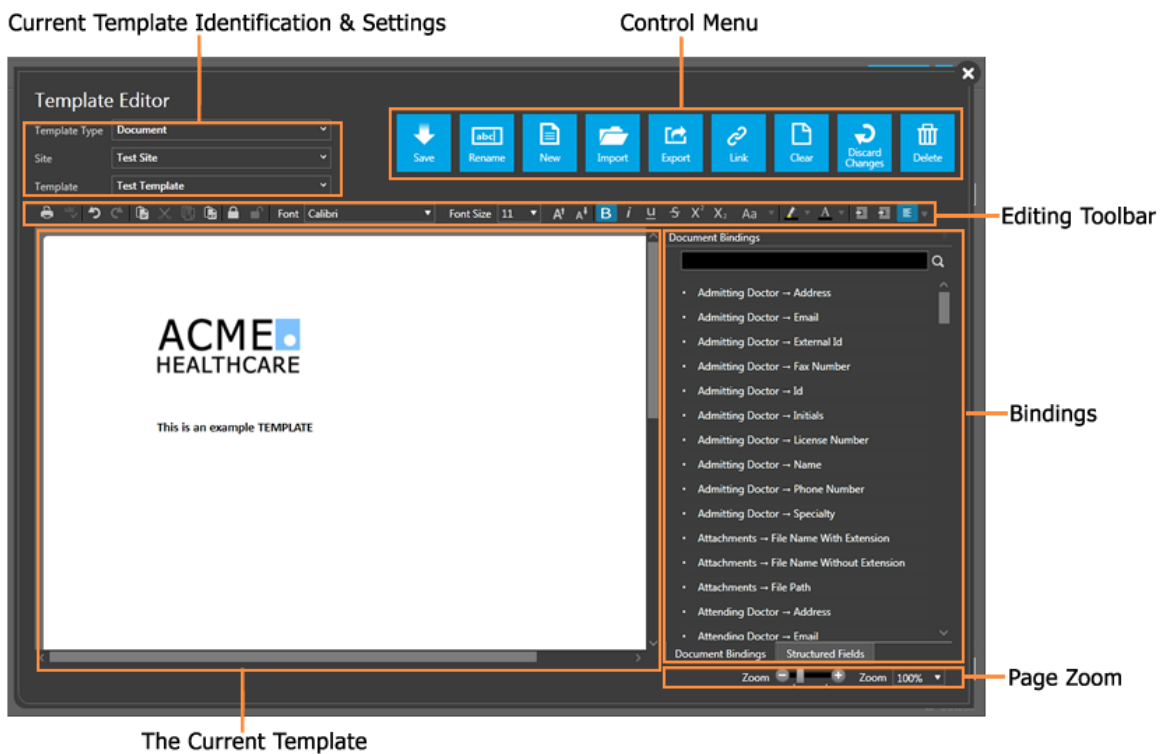 Current Template Identification & Settings
Control Menu
Template Editor
Template Type Document
Site Test Site
Template Test Template
Save
abc
Rename
New
Import
Export
Link
Clear
Discard
Changes
Delete
Font Calibri Font Size 11 A A B i U S X² X₂ Aa A
Editing Toolbar
Document Bindings
Admitting Doctor → Address
Admitting Doctor → Email
Admitting Doctor → External Id
Admitting Doctor → Fax Number
Admitting Doctor → Id
Admitting Doctor → Initials
Admitting Doctor → License Number
Admitting Doctor → Name
Admitting Doctor → Phone Number
Admitting Doctor → Specialty
Attachments → File Name With Extension
Attachments → File Name Without Extension
Attachments → File Path
Attending Doctor → Address
Attending Doctor → Email
Document Bindings Structured Fields
Bindings
ACME
HEALTHCARE
This is an example TEMPLATE
Zoom Zoom 100%
Page Zoom
The Current Template